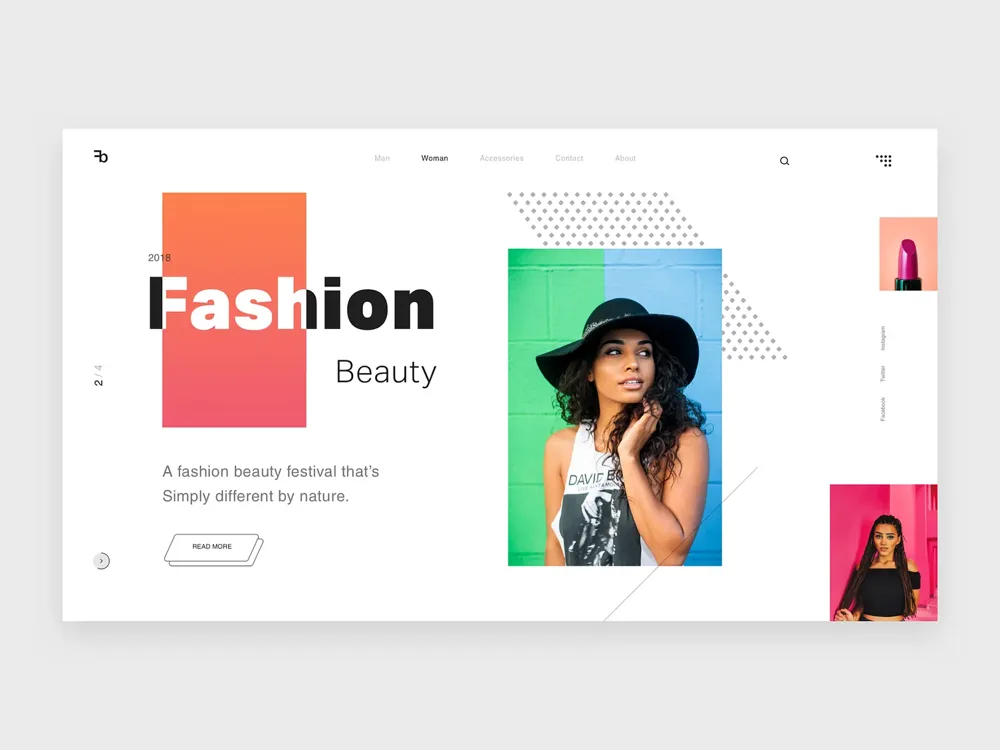 Fb
Man Woman Accessories Contact About
2018
Fashion
Beauty
2 / 4
A fashion beauty festival that's
Simply different by nature.
READ MORE
DAVID BO
Instagram
Twitter
Facebook